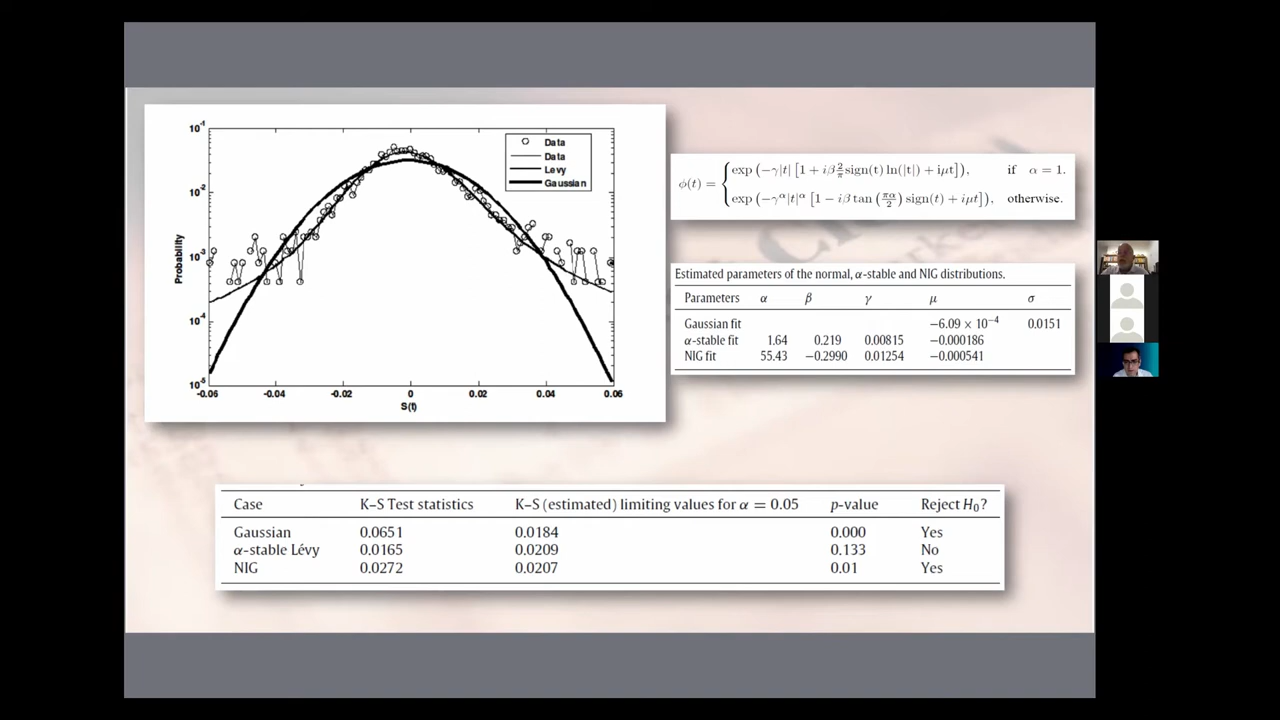 10^-1
10^-2
10^-3
10^-4
10^-5
Probability
-0.06 -0.04 -0.02 0 0.02 0.04 0.06
S(t)
Data
Data
Levy
Gaussian
ϕ(t) = { exp (−γ|t| [1 + iβ 2/π sign(t) ln(|t|) + iμt]), if α = 1.
exp (−γ^α|t|^α [1 − iβ tan (πα/2) sign(t) + iμt]), otherwise.
Estimated parameters of the normal, α-stable and NIG distributions.
Parameters α β γ μ σ
Gaussian fit −6.09 × 10^−4 0.0151
α-stable fit 1.64 0.219 0.00815 −0.000186
NIG fit 55.43 −0.2990 0.01254 −0.000541
Case K–S Test statistics K–S (estimated) limiting values for α = 0.05 p-value Reject H₀?
Gaussian 0.0651 0.0184 0.000 Yes
α-stable Lévy 0.0165 0.0209 0.133 No
NIG 0.0272 0.0207 0.01 Yes